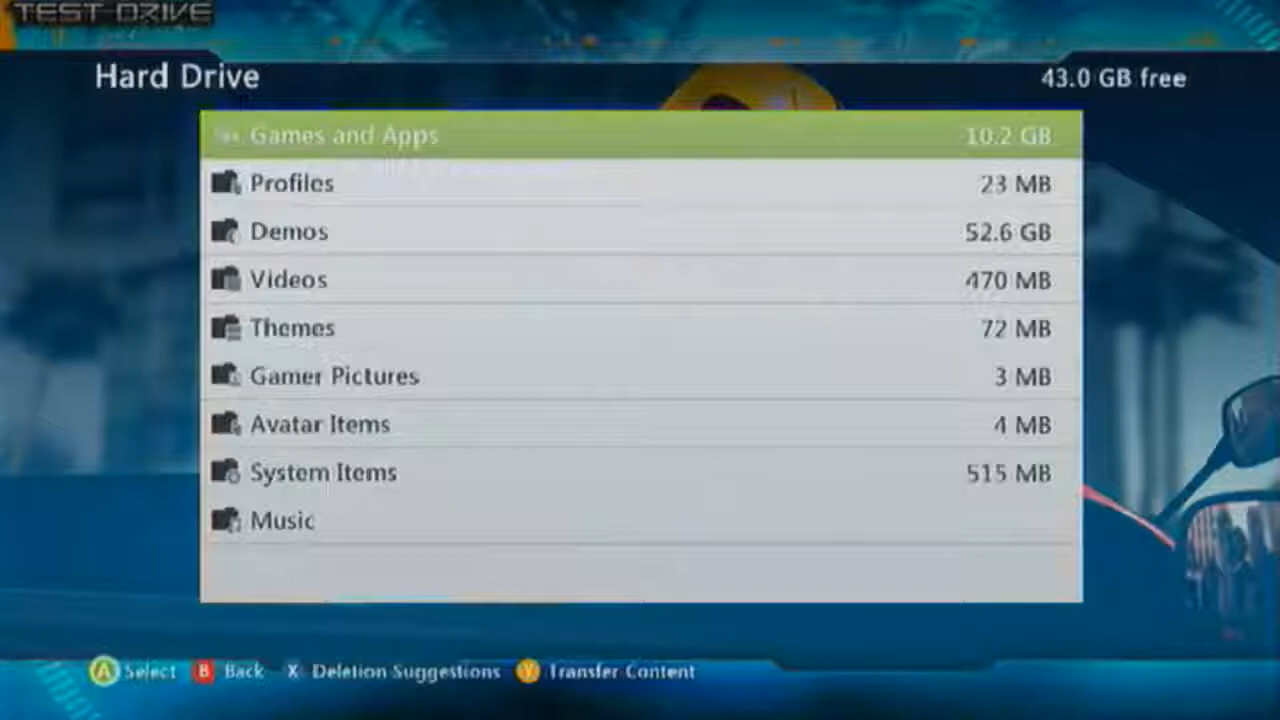 TEST-DRIVE
Hard Drive
43.0 GB free
Games and Apps 10.2 GB
Profiles 23 MB
Demos 52.6 GB
Videos 470 MB
Themes 72 MB
Gamer Pictures 3 MB
Avatar Items 4 MB
System Items 515 MB
Music
A Select B Back X Deletion Suggestions Y Transfer Content